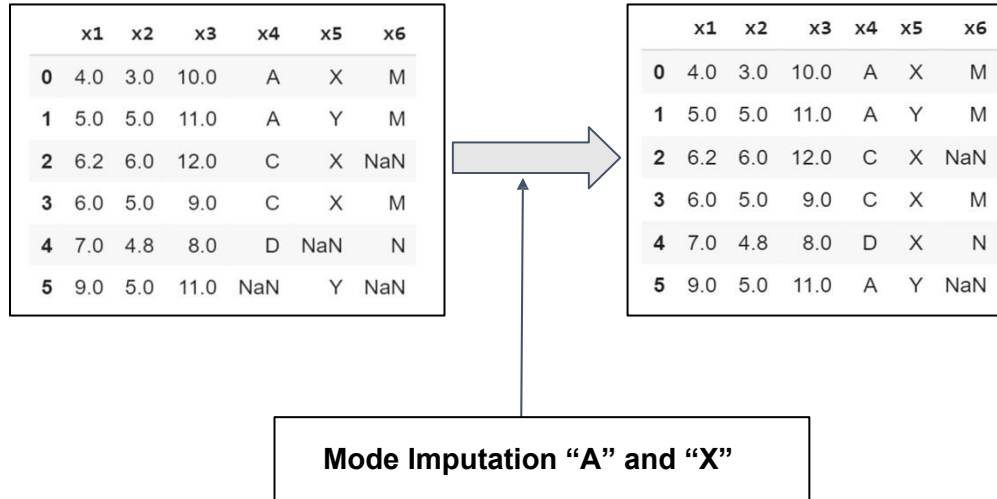 x1 x2 x3 x4 x5 x6
0 4.0 3.0 10.0 A X M
1 5.0 5.0 11.0 A Y M
2 6.2 6.0 12.0 C X NaN
3 6.0 5.0 9.0 C X M
4 7.0 4.8 8.0 D NaN N
5 9.0 5.0 11.0 NaN Y NaN
x1 x2 x3 x4 x5 x6
0 4.0 3.0 10.0 A X M
1 5.0 5.0 11.0 A Y M
2 6.2 6.0 12.0 C X NaN
3 6.0 5.0 9.0 C X M
4 7.0 4.8 8.0 D X N
5 9.0 5.0 11.0 A Y NaN
Mode Imputation “A” and “X”